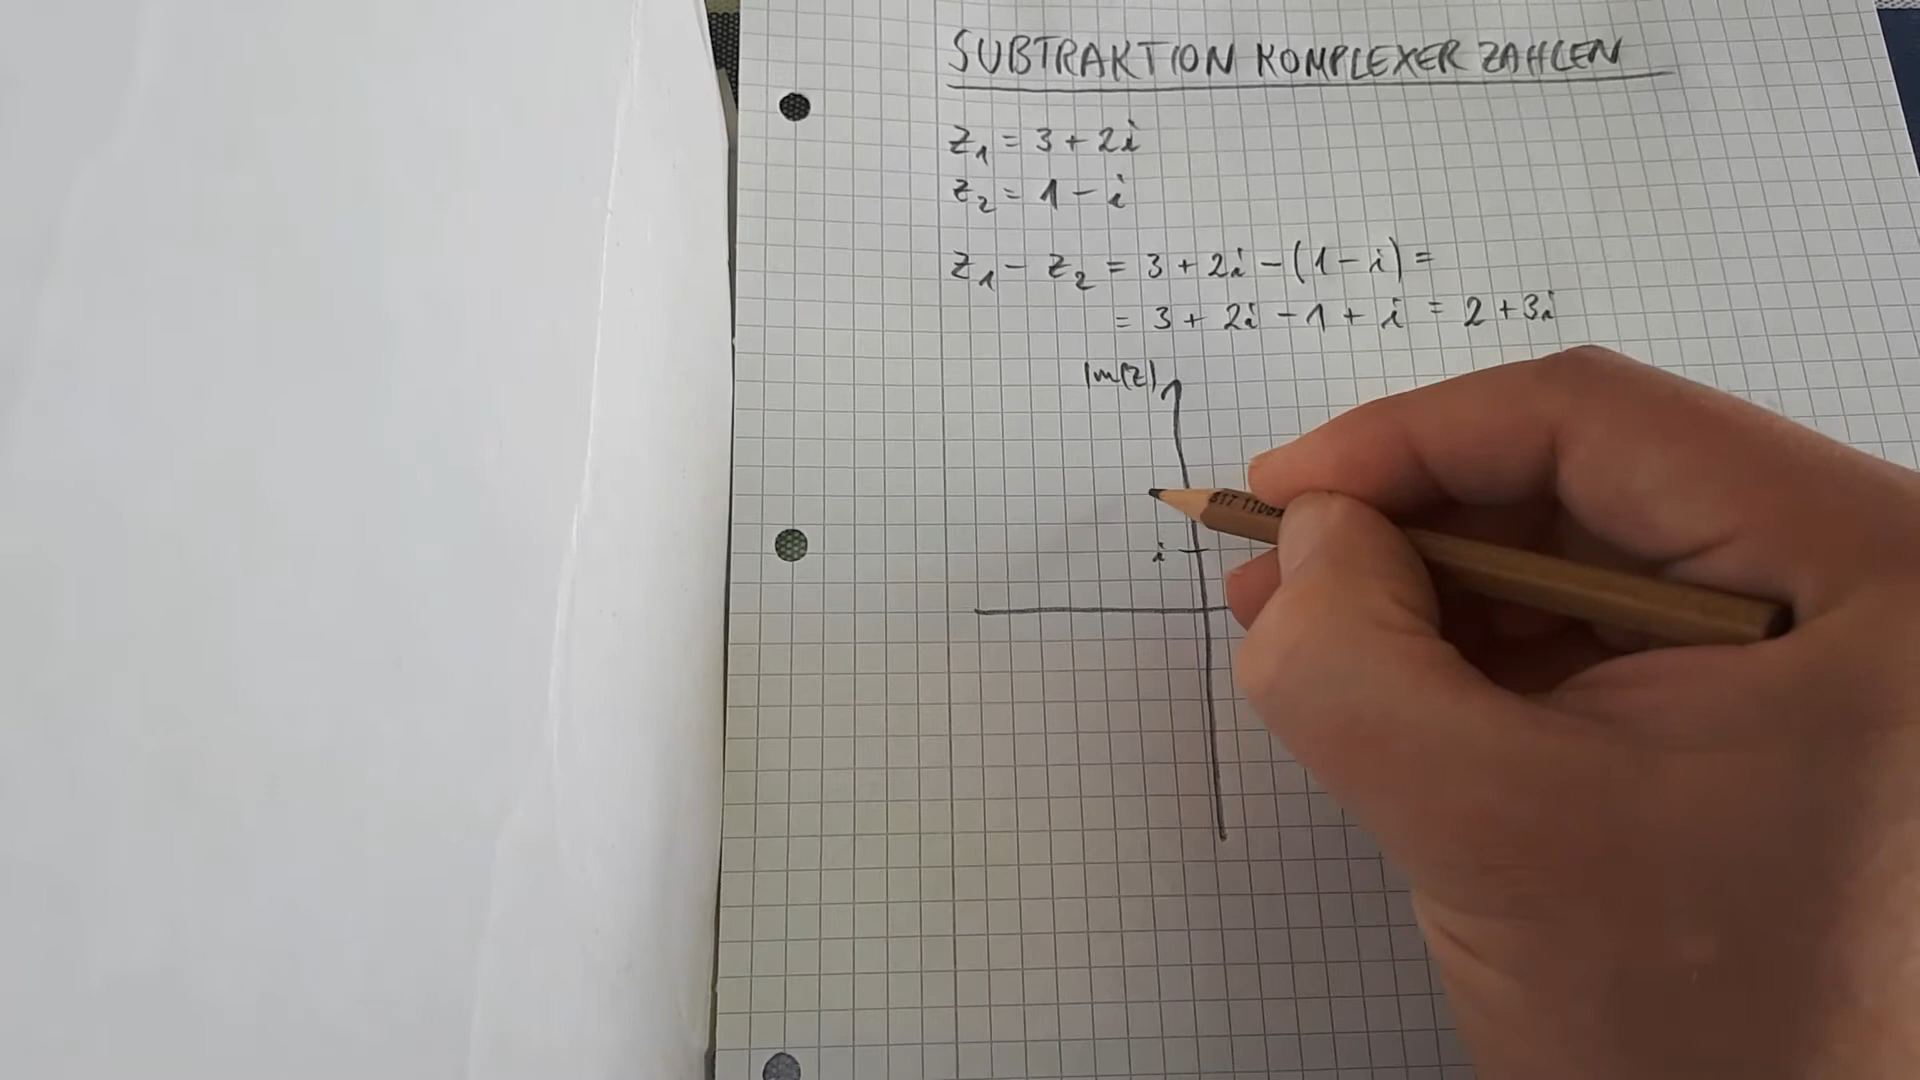 SUBTRAKTION KOMPLEXER ZAHLEN
z₁ = 3 + 2i
z₂ = 1 - i
z₁ - z₂ = 3 + 2i - (1 - i) =
= 3 + 2i - 1 + i = 2 + 3i
Im(z)
i